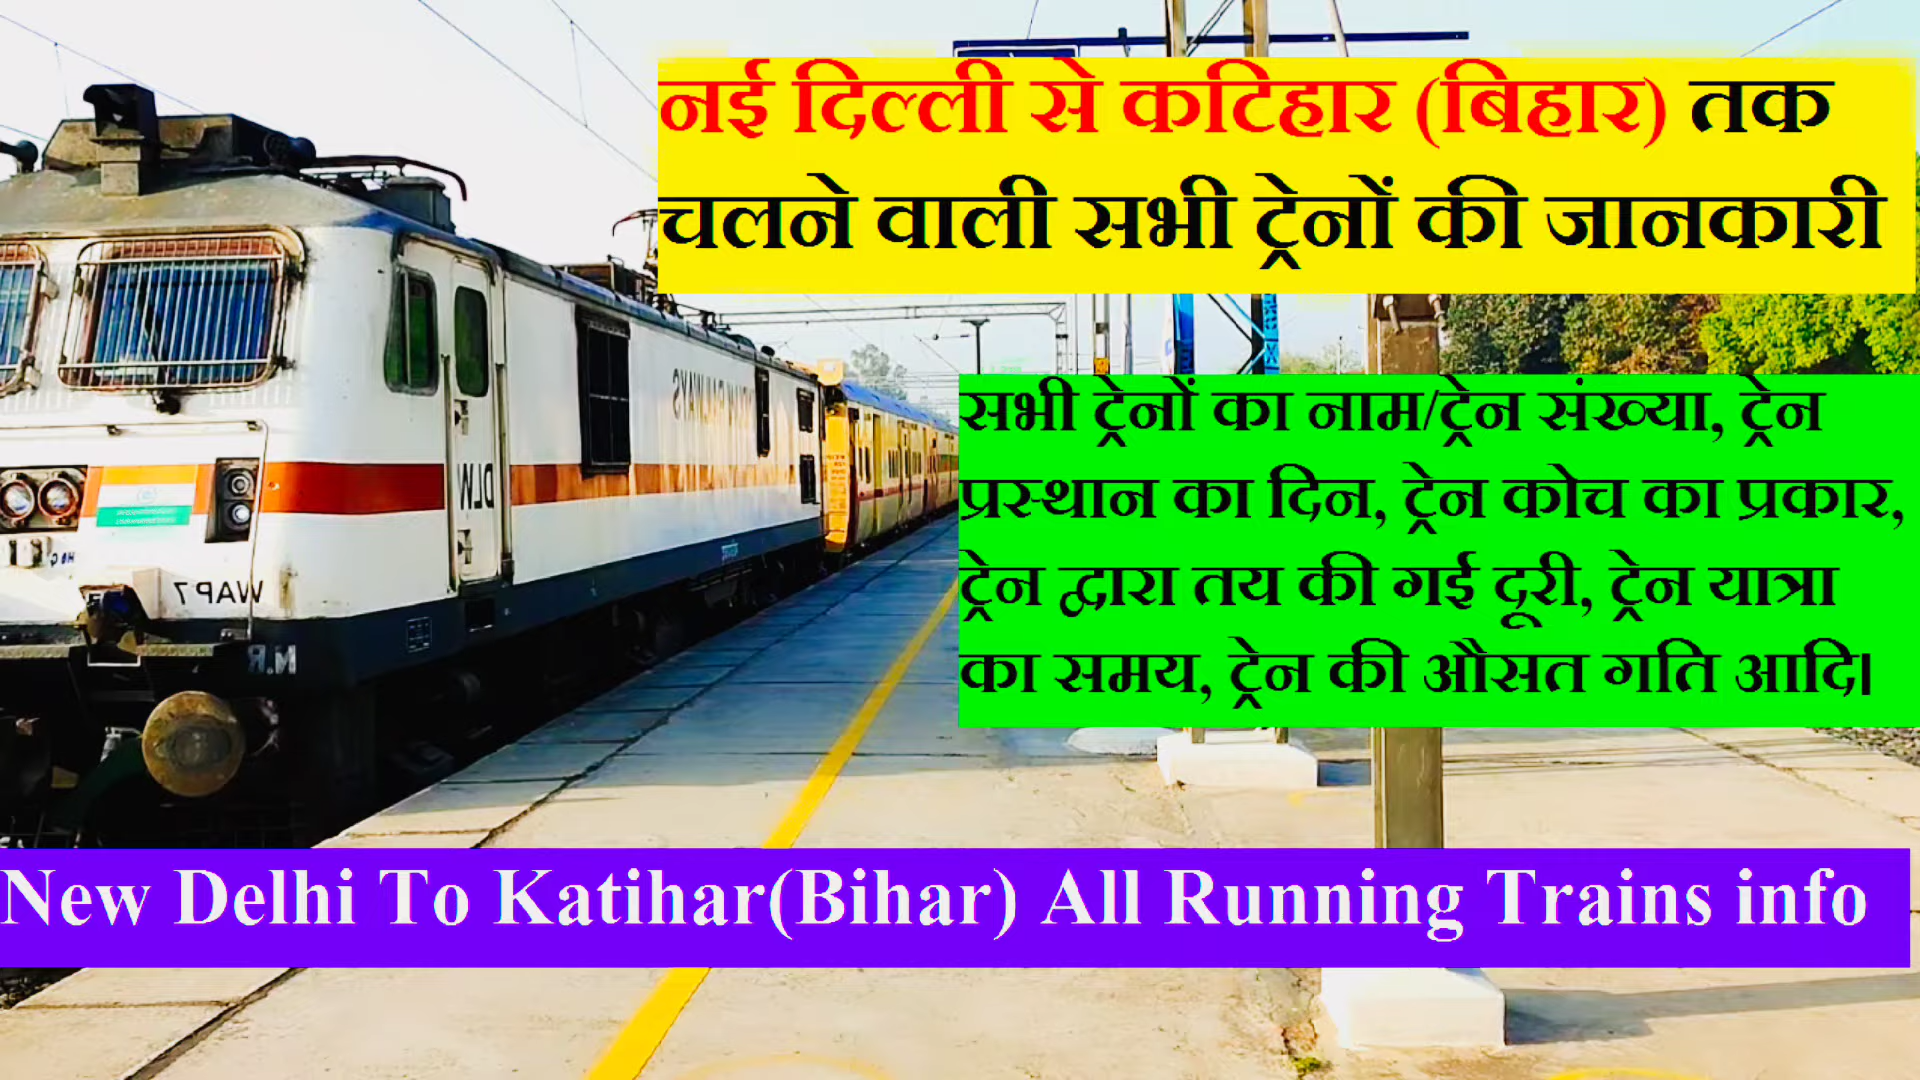 नई दिल्ली से कटिहार (बिहार) तक
चलने वाली सभी ट्रेनों की जानकारी
सभी ट्रेनों का नाम/ट्रेन संख्या, ट्रेन
प्रस्थान का दिन, ट्रेन कोच का प्रकार,
ट्रेन द्वारा तय की गई दूरी, ट्रेन यात्रा
का समय, ट्रेन की औसत गति आदि।
DLW
WAP7
M.R
New Delhi To Katihar(Bihar) All Running Trains info